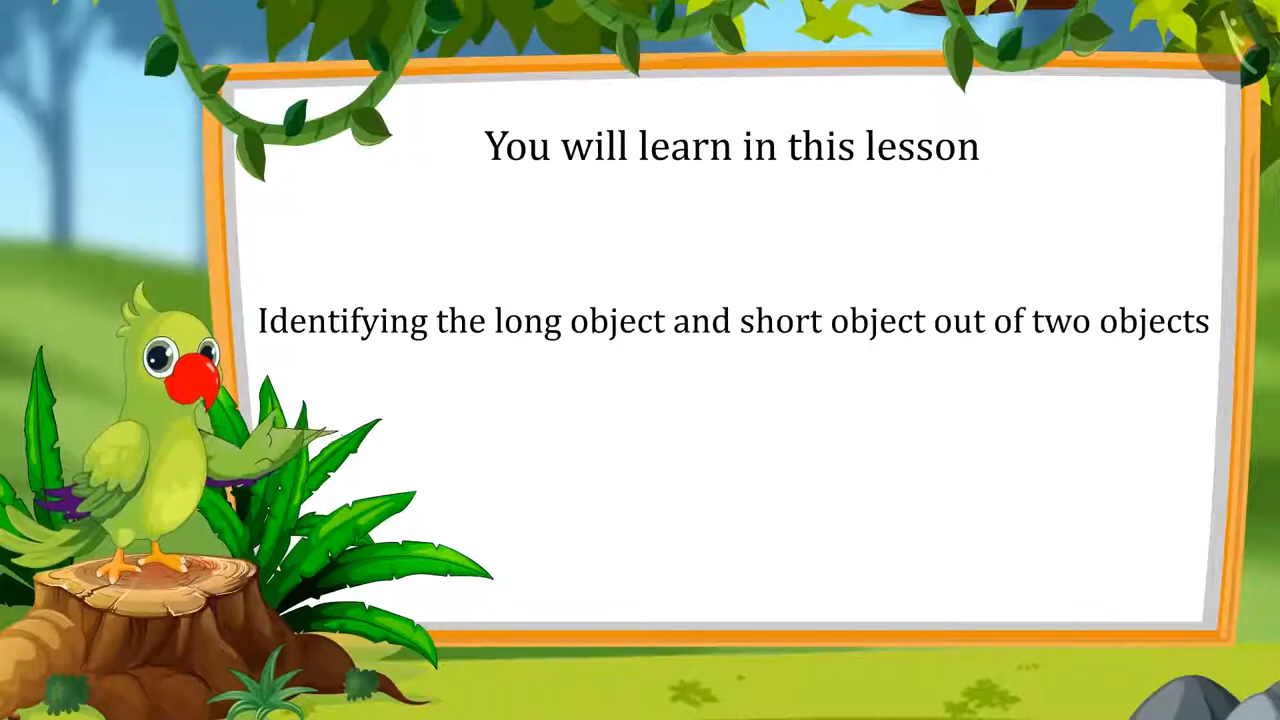 You will learn in this lesson
Identifying the long object and short object out of two objects